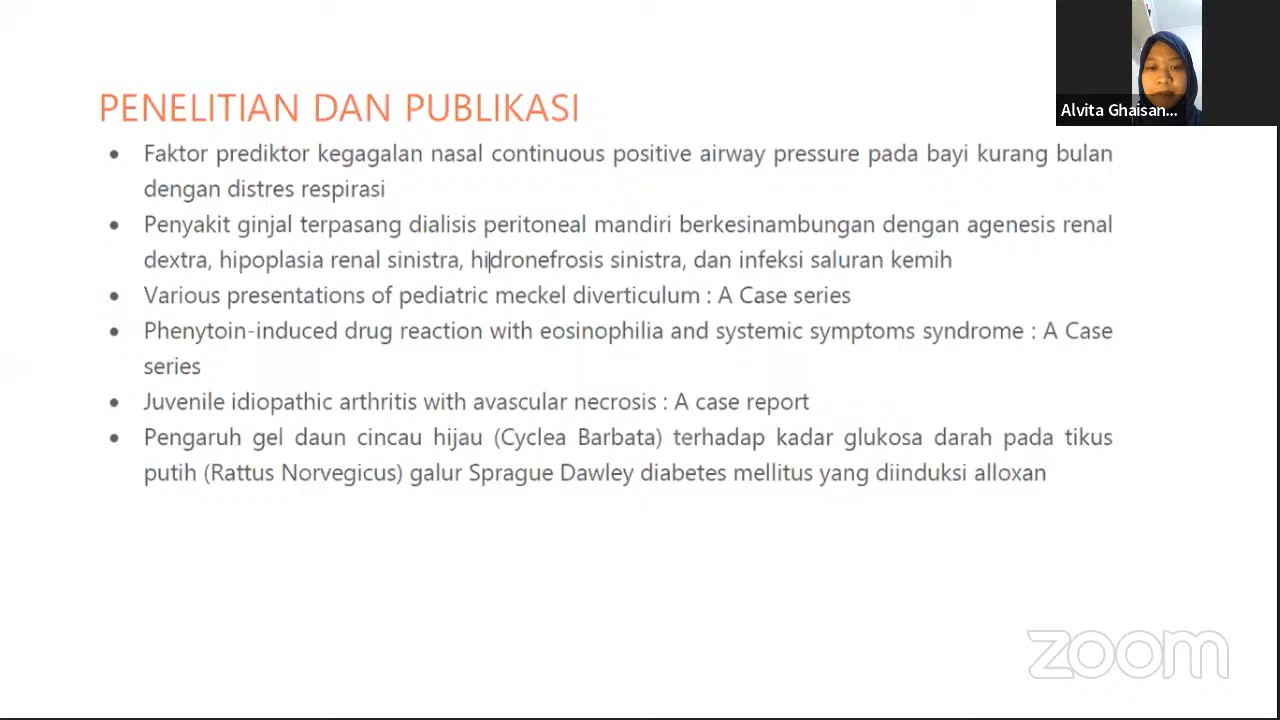 PENELITIAN DAN PUBLIKASI
• Faktor prediktor kegagalan nasal continuous positive airway pressure pada bayi kurang bulan
dengan distres respirasi
• Penyakit ginjal terpasang dialisis peritoneal mandiri berkesinambungan dengan agenesis renal
dextra, hipoplasia renal sinistra, hidronefrosis sinistra, dan infeksi saluran kemih
• Various presentations of pediatric meckel diverticulum : A Case series
• Phenytoin-induced drug reaction with eosinophilia and systemic symptoms syndrome : A Case
series
• Juvenile idiopathic arthritis with avascular necrosis : A case report
• Pengaruh gel daun cincau hijau (Cyclea Barbata) terhadap kadar glukosa darah pada tikus
putih (Rattus Norvegicus) galur Sprague Dawley diabetes mellitus yang diinduksi alloxan
Alvita Ghaisan...
zoom